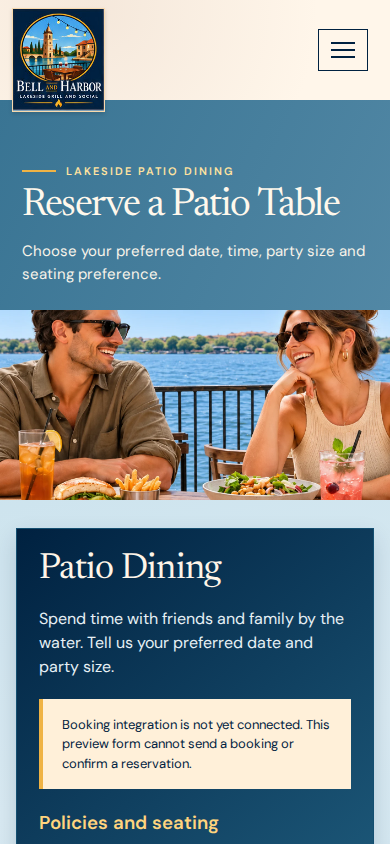 BELL AND HARBOR
LAKESIDE GRILL AND SOCIAL
LAKESIDE PATIO DINING
Reserve a Patio Table
Choose your preferred date, time, party size and
seating preference.
Patio Dining
Spend time with friends and family by the
water. Tell us your preferred date and
party size.
Booking integration is not yet connected. This
preview form cannot send a booking or
confirm a reservation.
Policies and seating